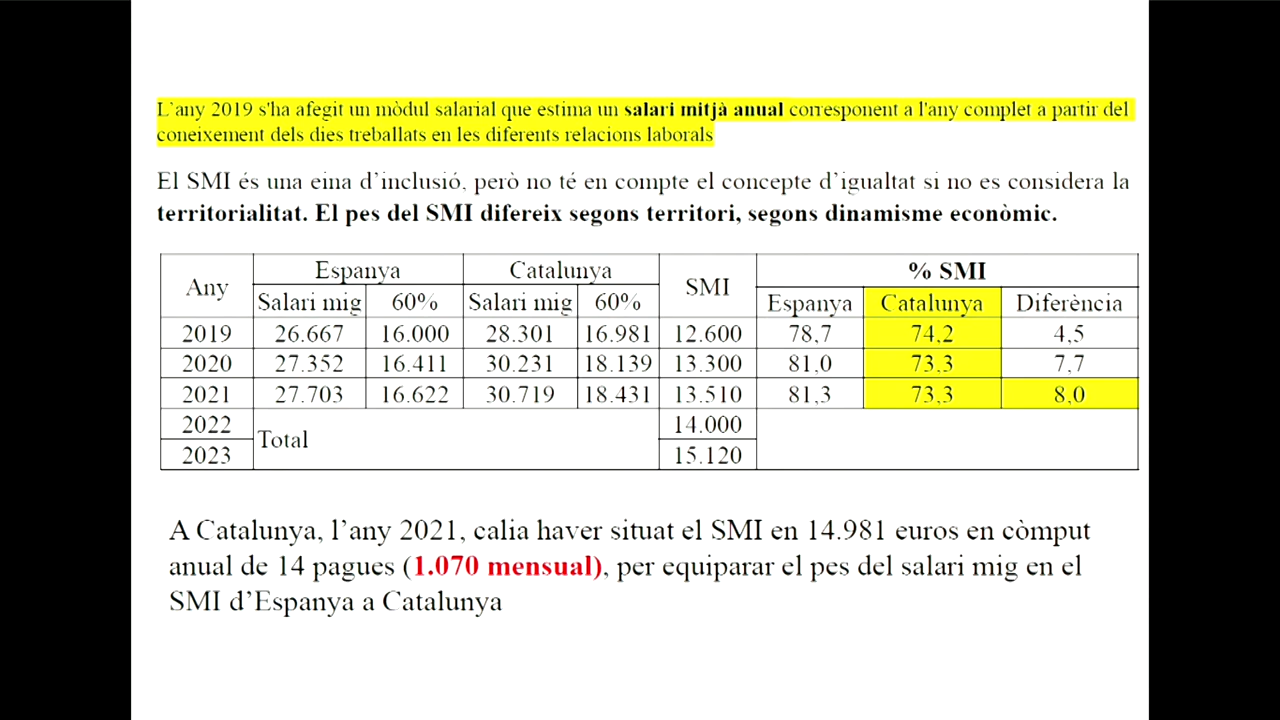 L'any 2019 s'ha afegit un mòdul salarial que estima un salari mitjà anual corresponent a l'any complet a partir del
coneixement dels dies treballats en les diferents relacions laborals
El SMI és una eina d'inclusió, però no té en compte el concepte d'igualtat si no es considera la
territorialitat. El pes del SMI difereix segons territori, segons dinamisme econòmic.
Any Espanya Catalunya SMI % SMI
Salari mig 60% Salari mig 60% Espanya Catalunya Diferència
2019 26.667 16.000 28.301 16.981 12.600 78,7 74,2 4,5
2020 27.352 16.411 30.231 18.139 13.300 81,0 73,3 7,7
2021 27.703 16.622 30.719 18.431 13.510 81,3 73,3 8,0
2022 Total 14.000
2023 15.120
A Catalunya, l'any 2021, calia haver situat el SMI en 14.981 euros en còmput
anual de 14 pagues (1.070 mensual), per equiparar el pes del salari mig en el
SMI d'Espanya a Catalunya